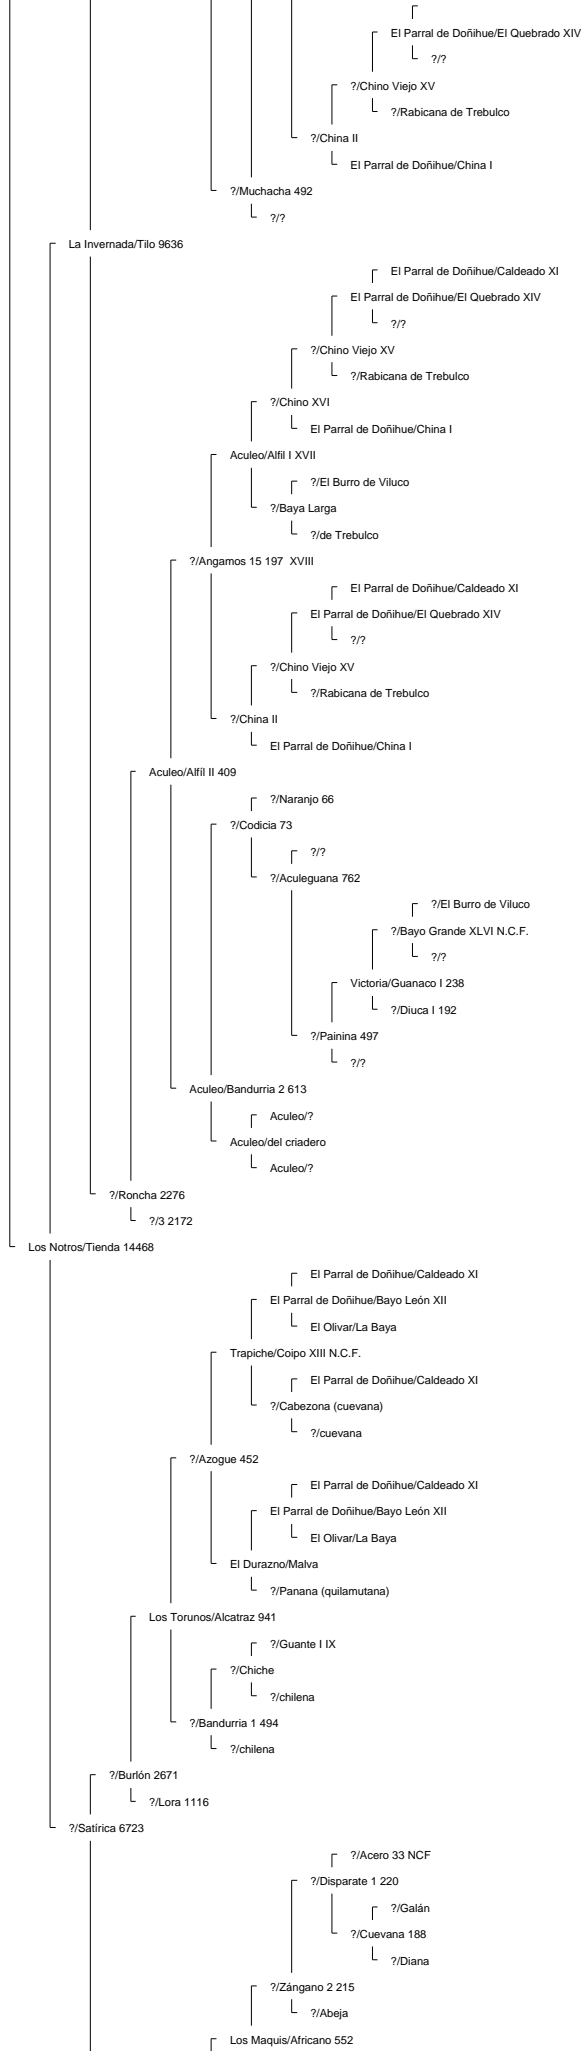 El Parral de Doñihue/El Quebrado XIV
?/?
?/Chino Viejo XV
?/Rabicana de Trebulco
?/China II
El Parral de Doñihue/China I
?/Muchacha 492
?/?
La Invernada/Tilo 9636
El Parral de Doñihue/Caldeado XI
El Parral de Doñihue/El Quebrado XIV
?/?
?/Chino Viejo XV
?/Rabicana de Trebulco
?/Chino XVI
El Parral de Doñihue/China I
Aculeo/Alfil I XVII
?/El Burro de Viluco
?/Baya Larga
?/de Trebulco
?/Angamos 15 197  XVIII
El Parral de Doñihue/Caldeado XI
El Parral de Doñihue/El Quebrado XIV
?/?
?/Chino Viejo XV
?/Rabicana de Trebulco
?/China II
El Parral de Doñihue/China I
Aculeo/Alfíl II 409
?/Naranjo 66
?/Codicia 73
?/?
?/Aculeguana 762
?/El Burro de Viluco
?/Bayo Grande XLVI N.C.F.
?/?
Victoria/Guanaco I 238
?/Diuca I 192
?/Painina 497
?/?
Aculeo/Bandurria 2 613
Aculeo/?
Aculeo/del criadero
Aculeo/?
?/Roncha 2276
?/3 2172
Los Notros/Tienda 14468
El Parral de Doñihue/Caldeado XI
El Parral de Doñihue/Bayo León XII
El Olivar/La Baya
Trapiche/Coipo XIII N.C.F.
El Parral de Doñihue/Caldeado XI
?/Cabezona (cuevana)
?/cuevana
?/Azogue 452
El Parral de Doñihue/Caldeado XI
El Parral de Doñihue/Bayo León XII
El Olivar/La Baya
El Durazno/Malva
?/Panana (quilamutana)
Los Torunos/Alcatraz 941
?/Guante I IX
?/Chiche
?/chilena
?/Bandurria 1 494
?/chilena
?/Burlón 2671
?/Lora 1116
?/Satírica 6723
?/Acero 33 NCF
?/Disparate 1 220
?/Galán
?/Cuevana 188
?/Diana
?/Zángano 2 215
?/Abeja
Los Maquis/Africano 552